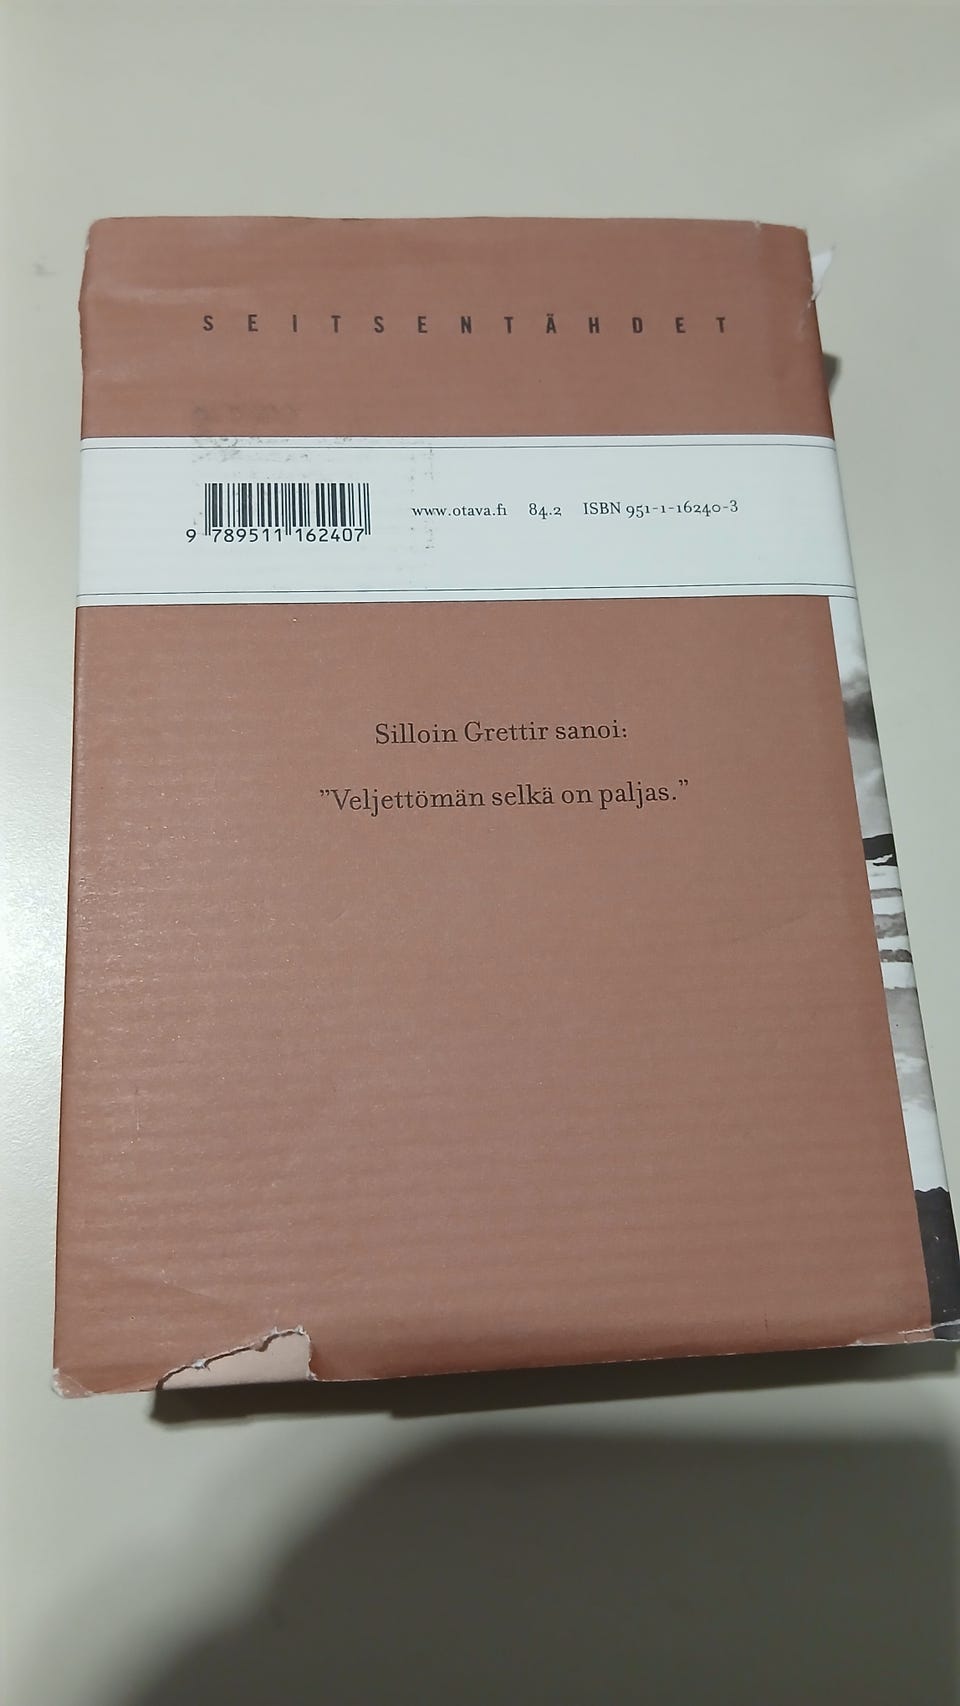 SEITSENTÄHDET
9 789511 162407
www.otava.fi 84.2 ISBN 951-1-16240-3
Silloin Grettir sanoi:
”Veljettömän selkä on paljas.”